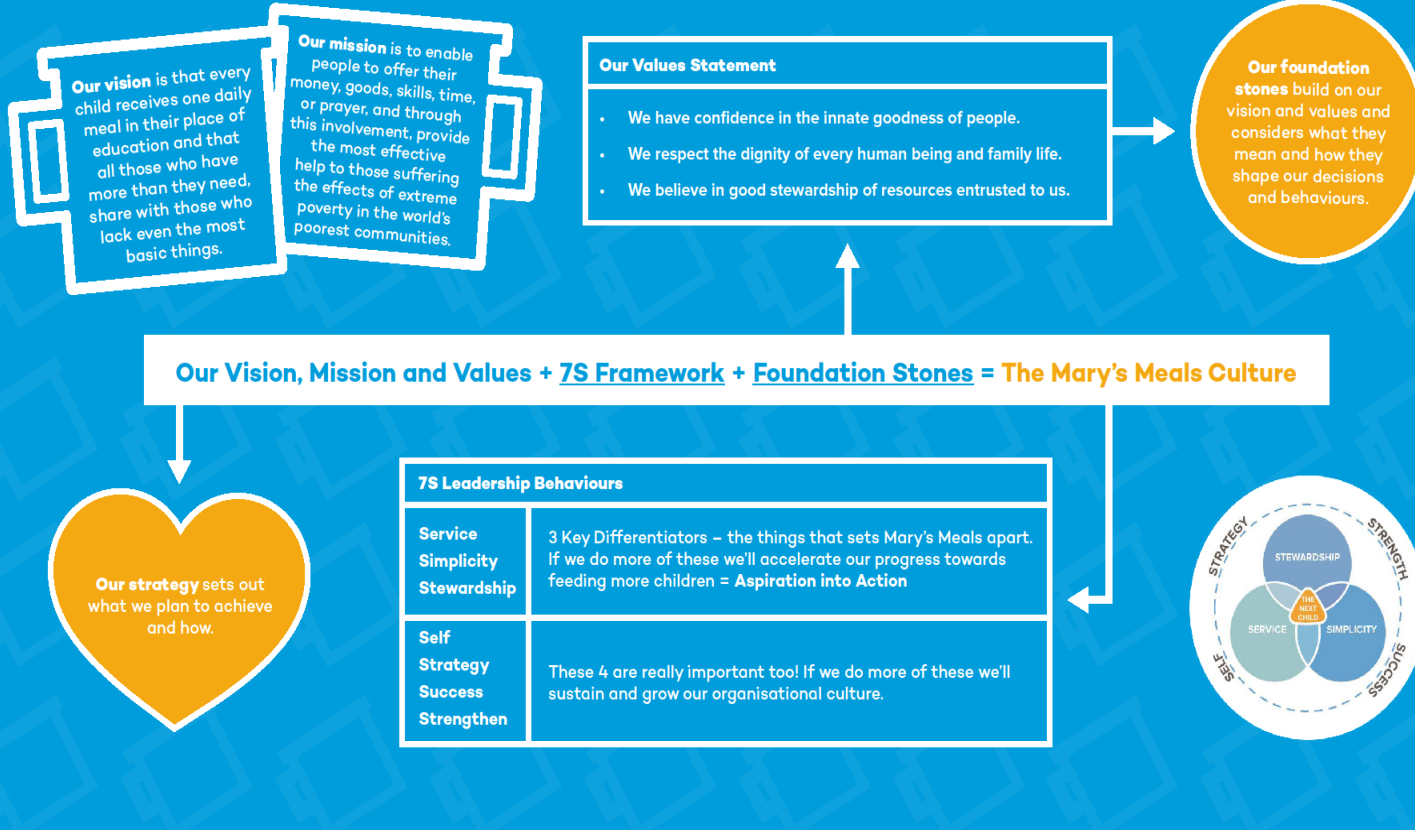 Our vision is that every
child receives one daily
meal in their place of
education and that
all those who have
more than they need,
share with those who
lack even the most
basic things.
Our mission is to enable
people to offer their
money, goods, skills, time,
or prayer, and through
this involvement, provide
the most effective
help to those suffering
the effects of extreme
poverty in the world's
poorest communities.
Our Values Statement
• We have confidence in the innate goodness of people.
• We respect the dignity of every human being and family life.
• We believe in good stewardship of resources entrusted to us.
Our foundation
stones build on our
vision and values and
considers what they
mean and how they
shape our decisions
and behaviours.
Our Vision, Mission and Values + 7S Framework + Foundation Stones = The Mary's Meals Culture
Our strategy sets out
what we plan to achieve
and how.
7S Leadership Behaviours
Service
Simplicity
Stewardship
3 Key Differentiators – the things that sets Mary's Meals apart.
If we do more of these we'll accelerate our progress towards
feeding more children = Aspiration into Action
Self
Strategy
Success
Strengthen
These 4 are really important too! If we do more of these we'll
sustain and grow our organisational culture.
STRATEGY
STRENGTH
STEWARDSHIP
THE
NEXT
CHILD
SERVICE
SIMPLICITY
SELF
SUCCESS